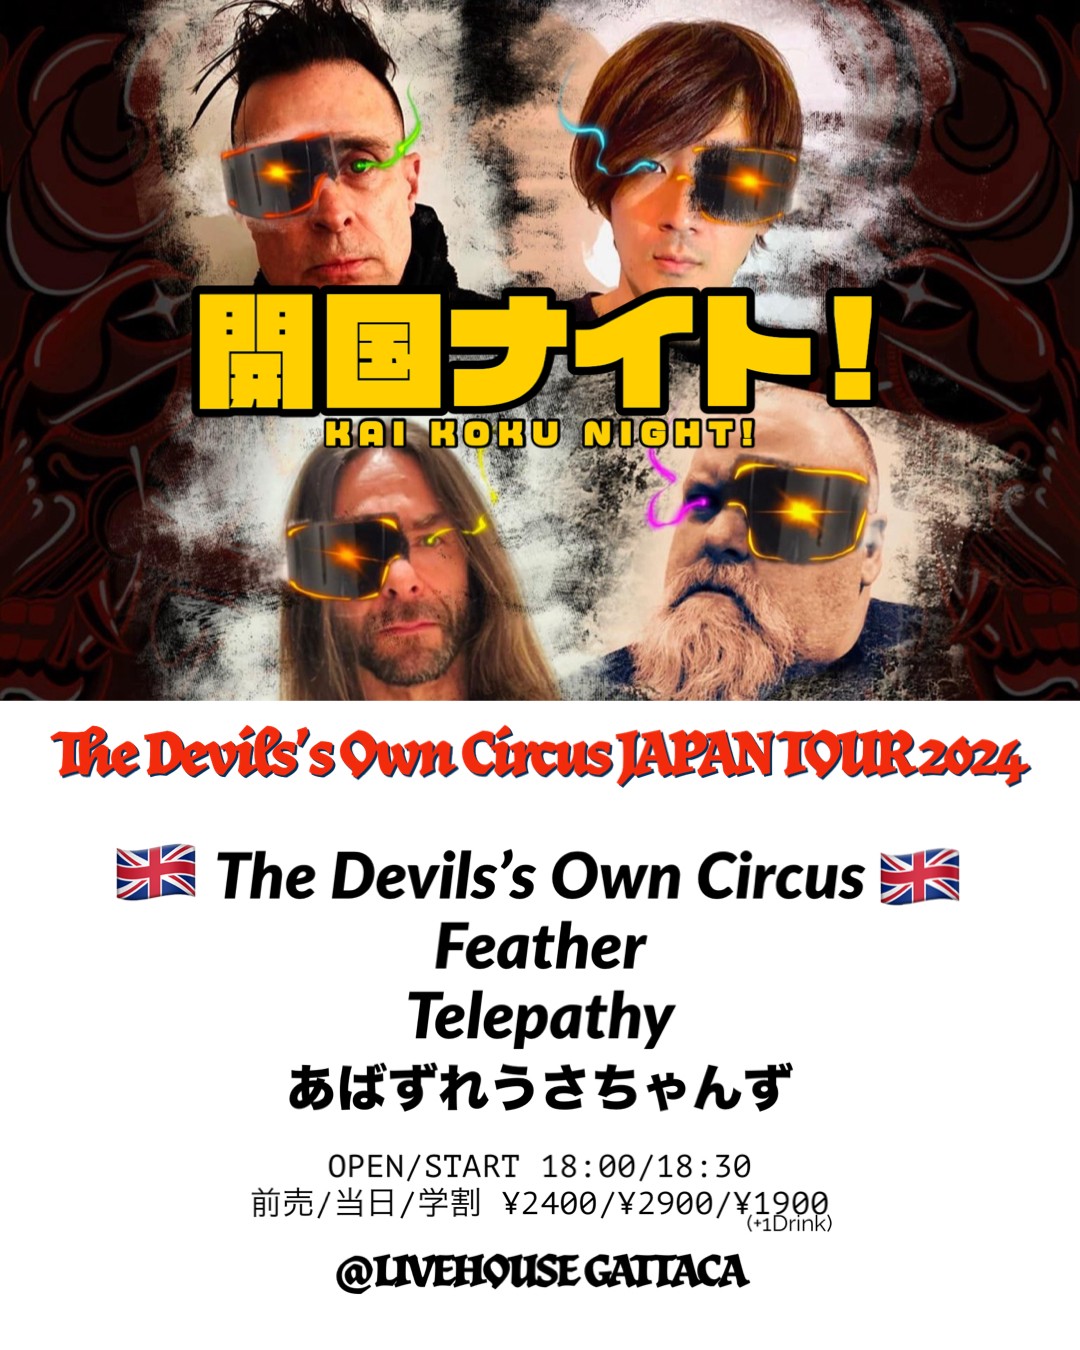 開国ナイト!
KAI KOKU NIGHT!
The Devils's Own Circus JAPAN TOUR 2024
🇬🇧 The Devils’s Own Circus 🇬🇧
Feather
Telepathy
あばずれうさちゃんず
OPEN/START 18:00/18:30
前売/当日/学割 ¥2400/¥2900/¥1900
(+1Drink)
@LIVEHOUSE GATTACA